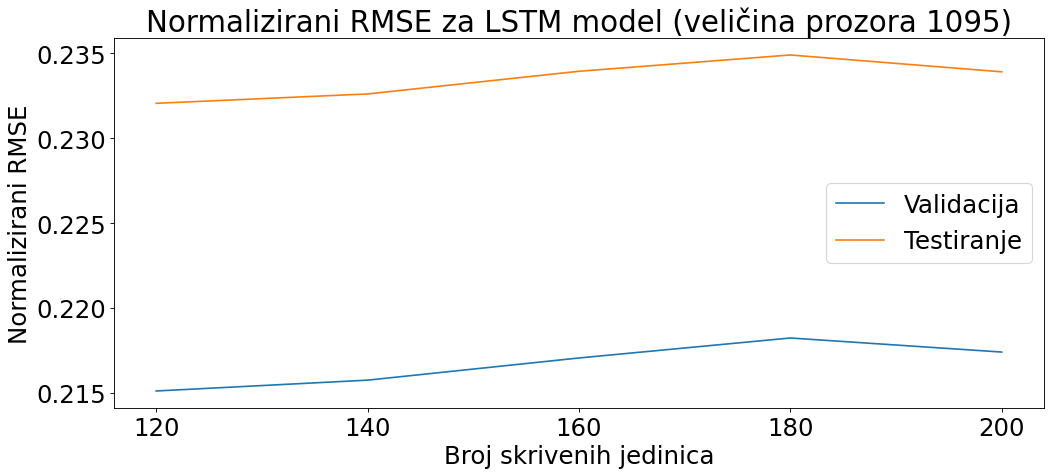 Normalizirani RMSE za LSTM model (veličina prozora 1095)
Normalizirani RMSE
0.235
0.230
0.225
0.220
0.215
Validacija
Testiranje
120 140 160 180 200
Broj skrivenih jedinica